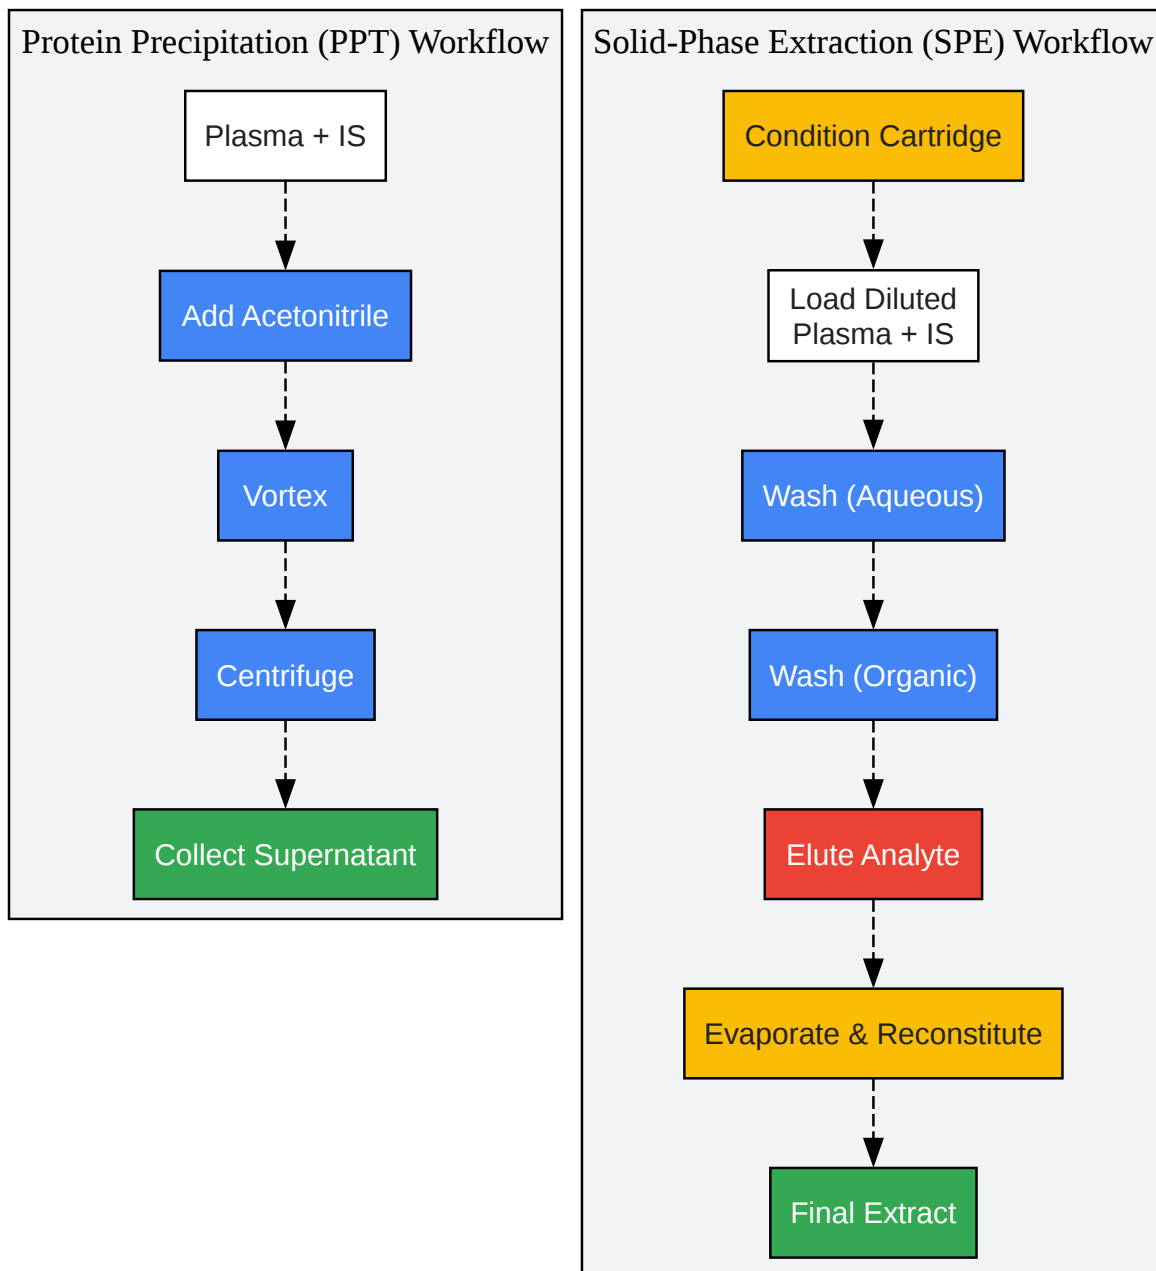 Protein Precipitation (PPT) Workflow
Plasma + IS
Add Acetonitrile
Vortex
Centrifuge
Collect Supernatant
Solid-Phase Extraction (SPE) Workflow
Condition Cartridge
Load Diluted
Plasma + IS
Wash (Aqueous)
Wash (Organic)
Elute Analyte
Evaporate & Reconstitute
Final Extract